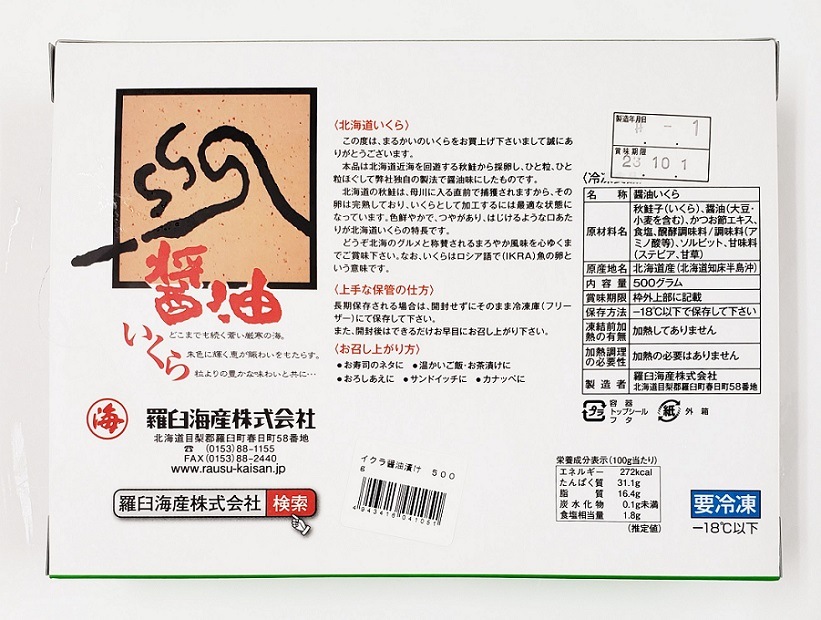 醤油
いくら
どこまでも続く蒼い厳寒の海。
朱色に輝く恵が賑わいをもたらす。
粒よりの豊かな味わいと共に…
海
羅臼海産株式会社
北海道目梨郡羅臼町春日町58番地
☎ (0153)88-1155
FAX(0153)88-2440
www.rausu-kaisan.jp
羅臼海産株式会社 検索
〈北海道いくら〉
この度は、まるかいのいくらをお買上げ下さいまして誠にあ
りがとうございます。
本品は北海道近海を回遊する秋鮭から採卵し、ひと粒、ひと
粒ほぐして弊社独自の製法で醤油味にしたものです。
北海道の秋鮭は、母川に入る直前で捕獲されますから、その
卵は完熟しており、いくらとして加工するには最適な状態に
なっています。色鮮やかで、つやがあり、はじけるような口あた
りが北海道いくらの特長です。
どうぞ北海のグルメと称賛されるまろやか風味を心ゆくま
でご賞味下さい。なお、いくらはロシア語で(IKRA)魚の卵と
いう意味です。
〈上手な保管の仕方〉
長期保存される場合は、開封せずにそのまま冷凍庫(フリー
ザー)にて保存して下さい。
また、開封後はできるだけお早目にお召し上がり下さい。
〈お召し上がり方〉
●お寿司のネタに ●温かいご飯・お茶漬けに
●おろしあえに ●サンドイッチに ●カナッペに
イクラ醤油漬け 500
g
製造年月日
- 1
賞味期限
23.10.1
〈冷
名称 醤油いくら
原材料名 秋鮭子(いくら)、醤油(大豆・
小麦を含む)、かつお節エキス、
食塩、醗酵調味料/調味料(ア
ミノ酸等)、ソルビット、甘味料
(ステビア、甘草)
原産地名 北海道産(北海道知床半島沖)
内容量 500グラム
賞味期限 枠外上部に記載
保存方法 −18℃以下で保存して下さい
凍結前加熱の有無 加熱してありません
加熱調理の必要性 加熱の必要はありません
製造者 羅臼海産株式会社
北海道目梨郡羅臼町春日町58番地
プラ 容器 トップシール フタ 紙 外箱
栄養成分表示(100g当たり)
エネルギー 272kcal
たんぱく質 31.1g
脂質 16.4g
炭水化物 0.1g未満
食塩相当量 1.8g
(推定値)
要冷凍
−18℃以下